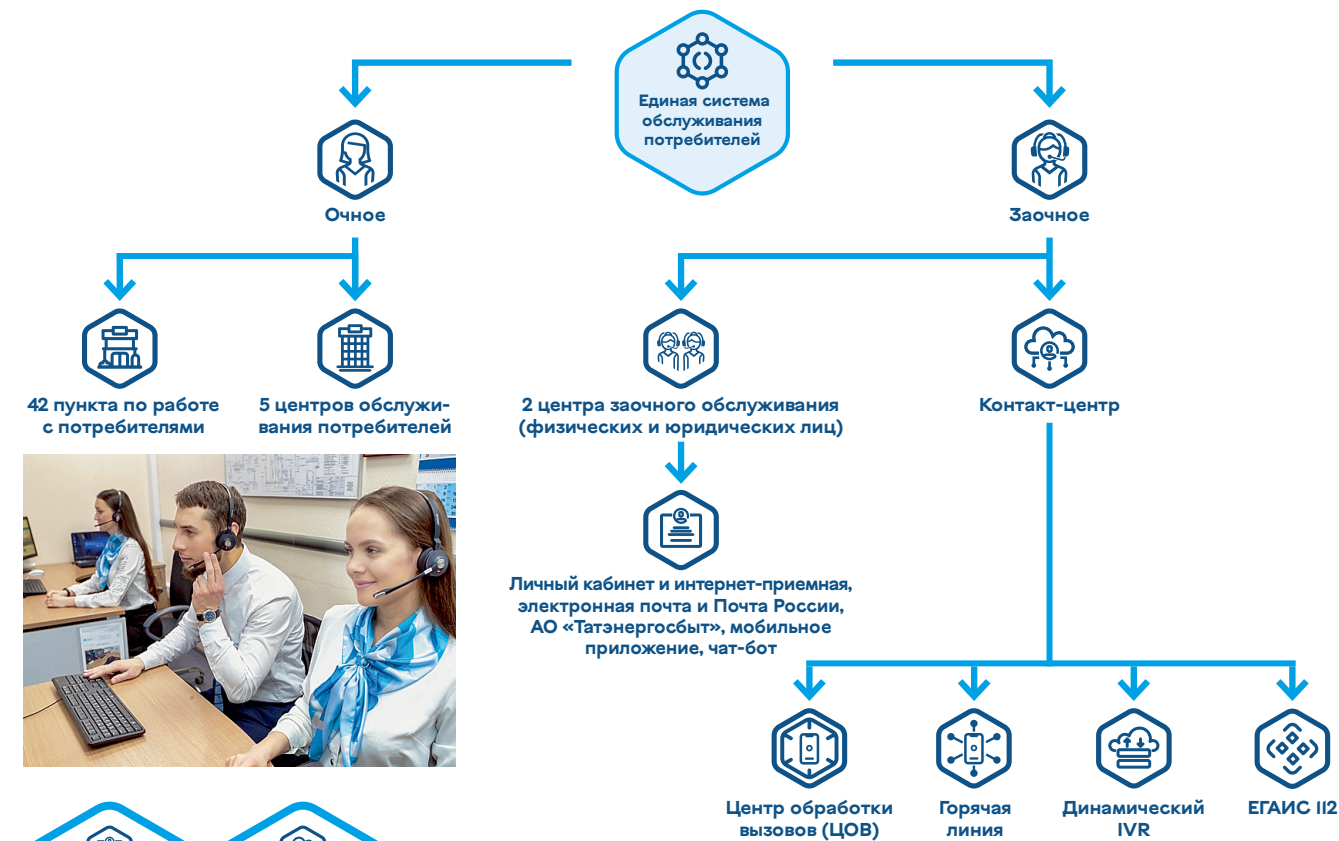 Единая система
обслуживания
потребителей
Очное
Заочное
42 пункта по работе
с потребителями
5 центров обслужи-
вания потребителей
2 центра заочного обслуживания
(физических и юридических лиц)
Контакт-центр
Личный кабинет и интернет-приемная,
электронная почта и Почта России,
АО «Татэнергосбыт», мобильное
приложение, чат-бот
Центр обработки
вызовов (ЦОВ)
Горячая
линия
Динамический
IVR
ЕГАИС 112